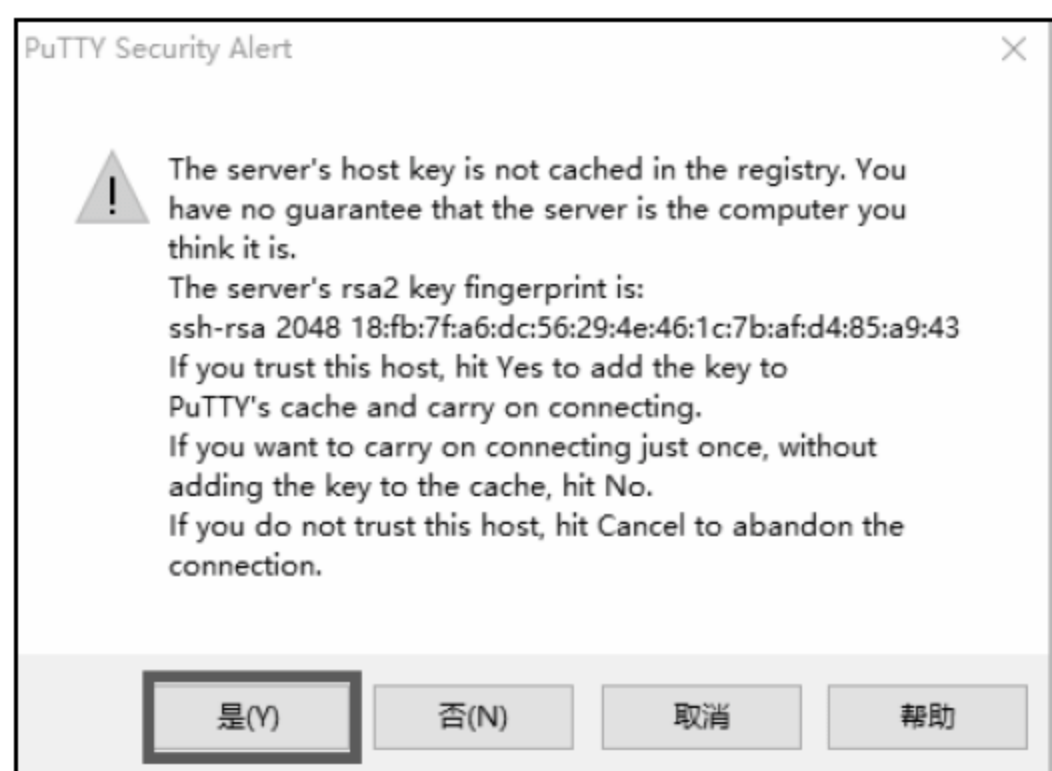 PuTTY Security Alert
The server's host key is not cached in the registry. You
have no guarantee that the server is the computer you
think it is.
The server's rsa2 key fingerprint is:
ssh-rsa 2048 18:fb:7f:a6:dc:56:29:4e:46:1c:7b:af:d4:85:a9:43
If you trust this host, hit Yes to add the key to
PuTTY's cache and carry on connecting.
If you want to carry on connecting just once, without
adding the key to the cache, hit No.
If you do not trust this host, hit Cancel to abandon the
connection.
是(Y) 否(N) 取消 帮助